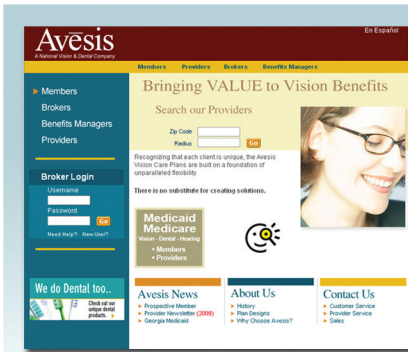 En Español
Avēsis
A National Vision & Dental Company
Members Providers Brokers Benefits Managers
Members
Brokers
Benefits Managers
Providers
Broker Login
Username
Password
Go
Need Help? New User?
We do Dental too..
Check out our
unique dental
products.
Bringing VALUE to Vision Benefits
Search our Providers
Zip Code
Radius Go
Recognizing that each client is unique, the Avesis
Vision Care Plans are built on a foundation of
unparalleled flexibility.
There is no substitute for creating solutions.
Medicaid
Medicare
Vision - Dental - Hearing
• Members
• Providers
Avesis News
Prospective Member
Provider Newsletter (2009)
Georgia Medicaid
About Us
History
Plan Designs
Why Choose Avesis?
Contact Us
Customer Service
Provider Service
Sales